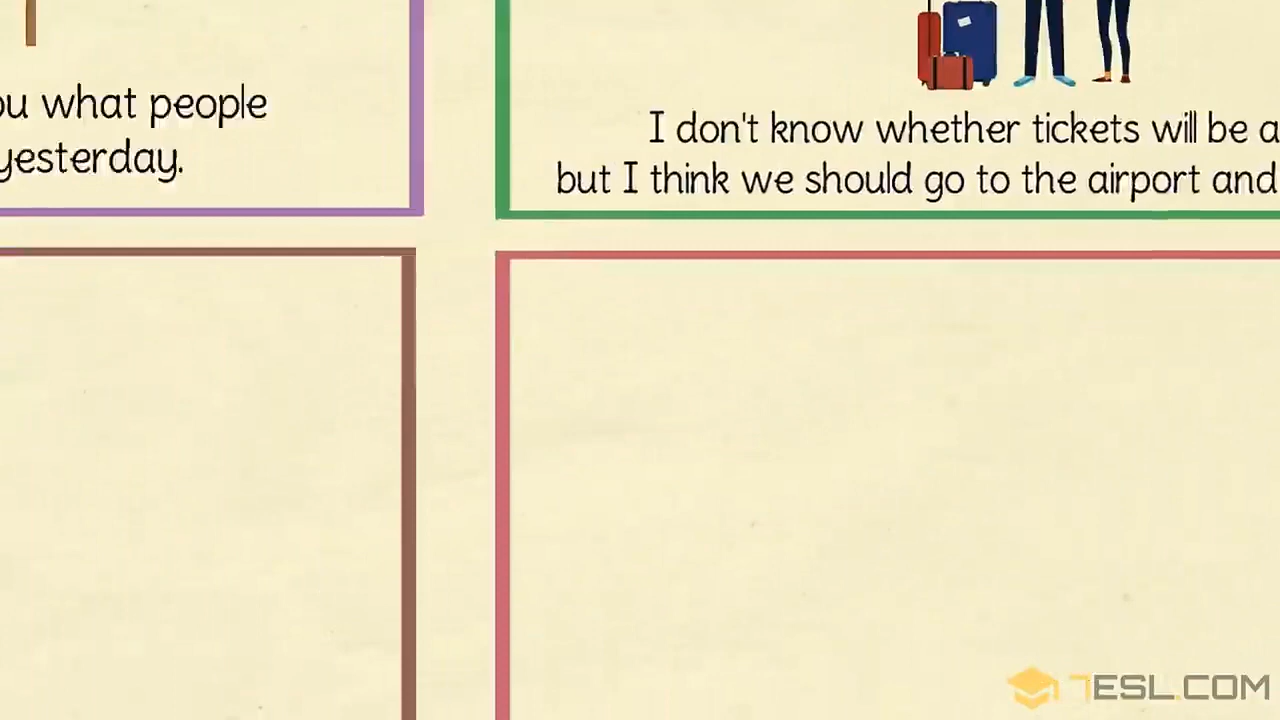 ou what people
yesterday.
I don't know whether tickets will be a
but I think we should go to the airport and
7ESL.COM